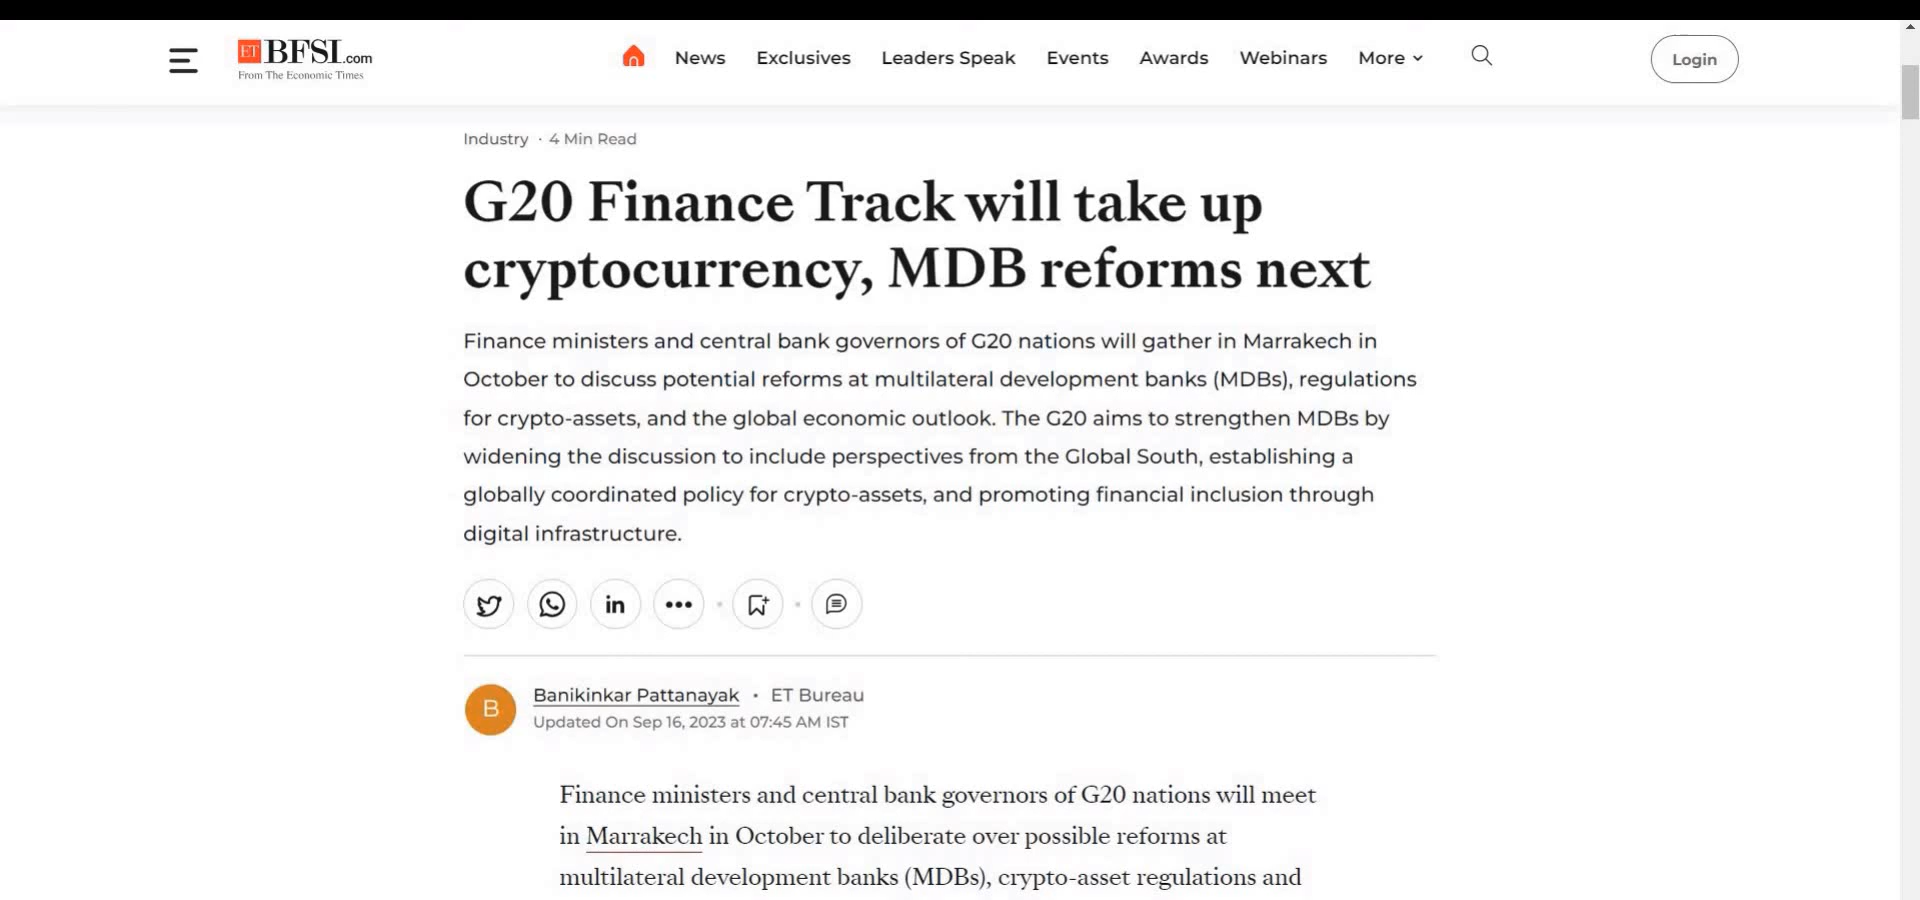 ET BFSI.com
From The Economic Times
News Exclusives Leaders Speak Events Awards Webinars More
Login
Industry · 4 Min Read
G20 Finance Track will take up
cryptocurrency, MDB reforms next
Finance ministers and central bank governors of G20 nations will gather in Marrakech in
October to discuss potential reforms at multilateral development banks (MDBs), regulations
for crypto-assets, and the global economic outlook. The G20 aims to strengthen MDBs by
widening the discussion to include perspectives from the Global South, establishing a
globally coordinated policy for crypto-assets, and promoting financial inclusion through
digital infrastructure.
in
B
Banikinkar Pattanayak • ET Bureau
Updated On Sep 16, 2023 at 07:45 AM IST
Finance ministers and central bank governors of G20 nations will meet
in Marrakech in October to deliberate over possible reforms at
multilateral development banks (MDBs), crypto-asset regulations and